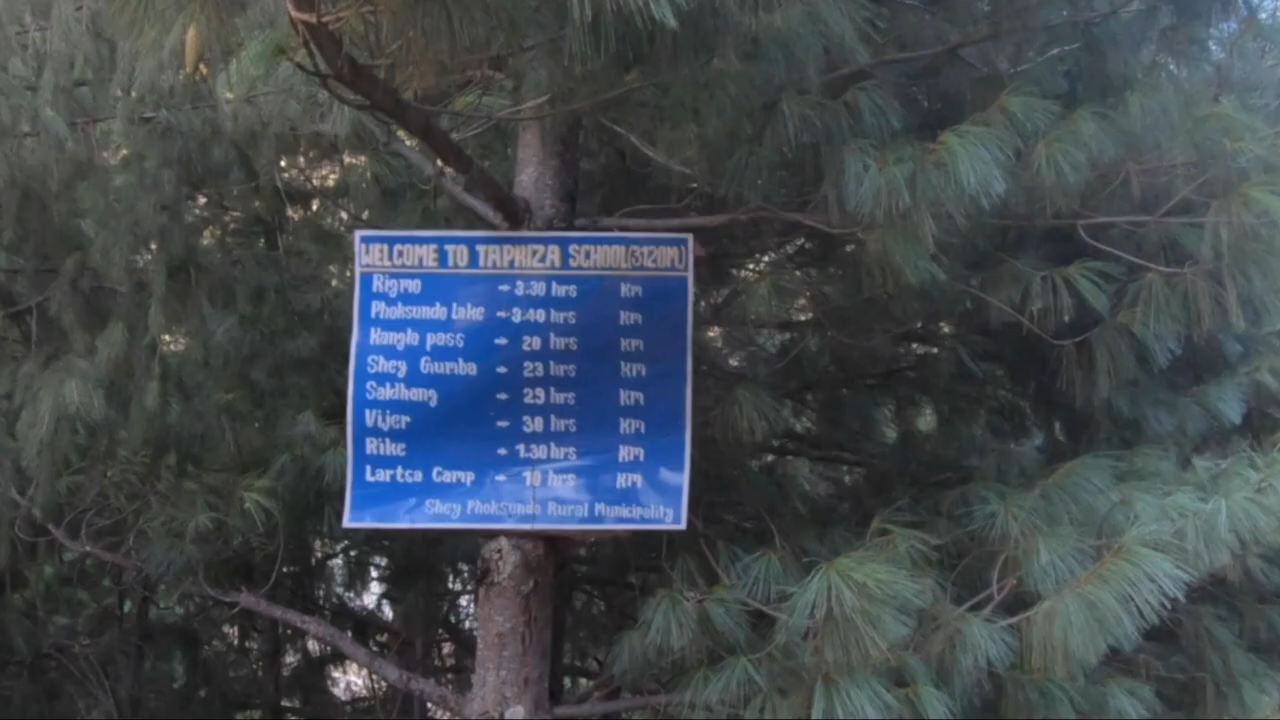 WELCOME TO TAPRIZA SCHOOL(3120M)
Rigmo → 3.30 hrs Km
Phoksundo Lake → 3.40 hrs Km
Kangla pass → 20 hrs Km
Shey Gumba → 23 hrs Km
Saldhang → 29 hrs Km
Vijer → 30 hrs Km
Rike → 1.30 hrs Km
Lartsa Camp → 10 hrs Km
Shey Phoksundo Rural Municipality